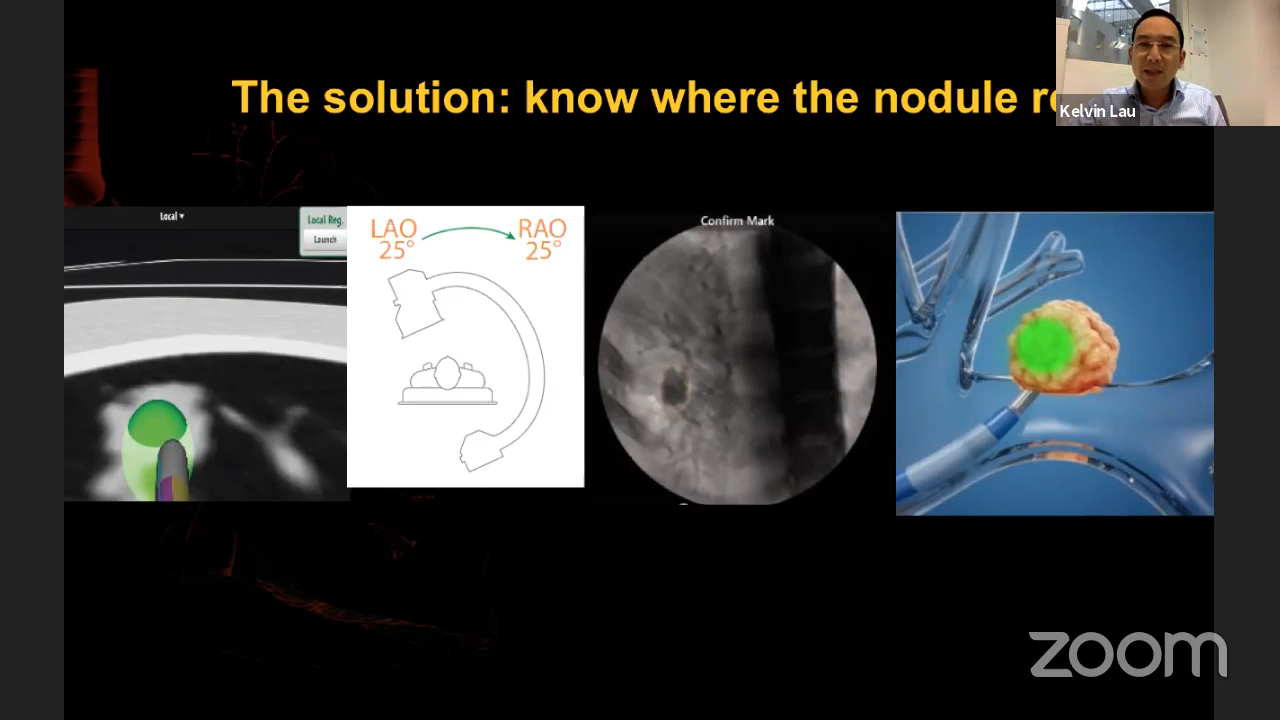 The solution: know where the nodule
Kelvin Lau
Local ▾
Local Reg.
Launch
LAO
25°
RAO
25°
Confirm Mark
zoom